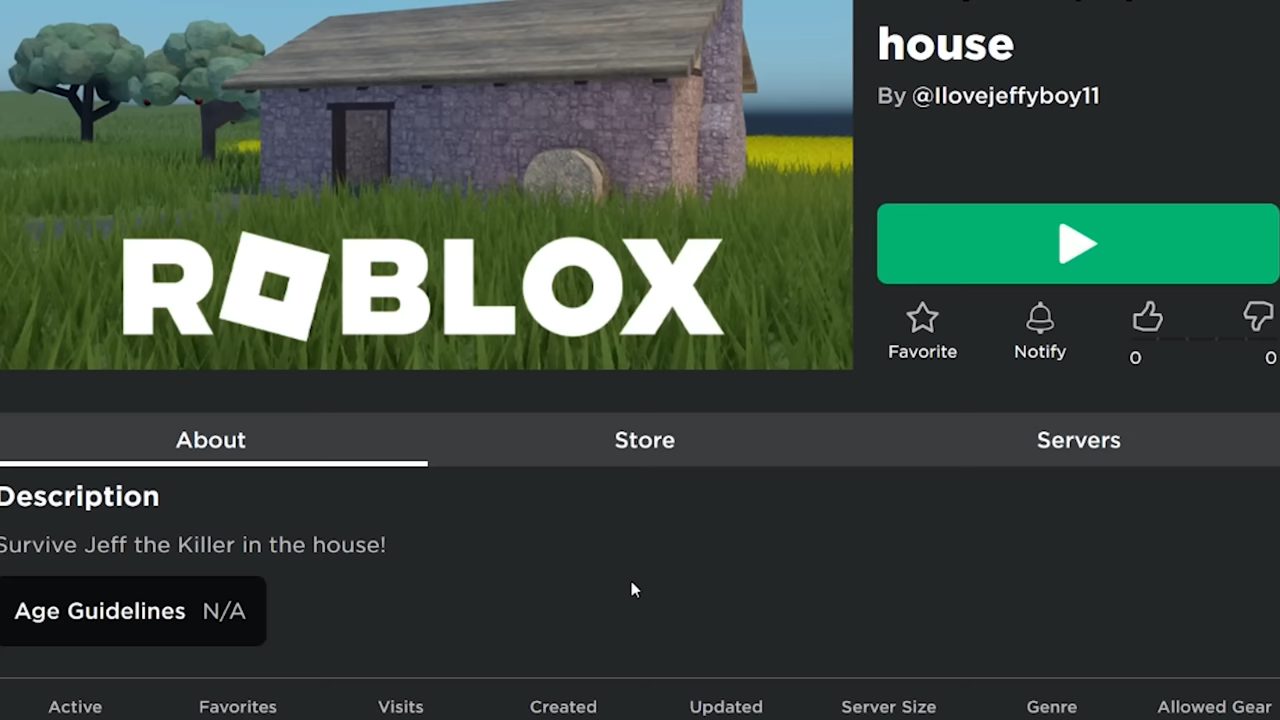 house
By @Ilovejeffyboy11
ROBLOX
Favorite
Notify
0
0
About
Store
Servers
Description
Survive Jeff the Killer in the house!
Age Guidelines N/A
Active
Favorites
Visits
Created
Updated
Server Size
Genre
Allowed Gear